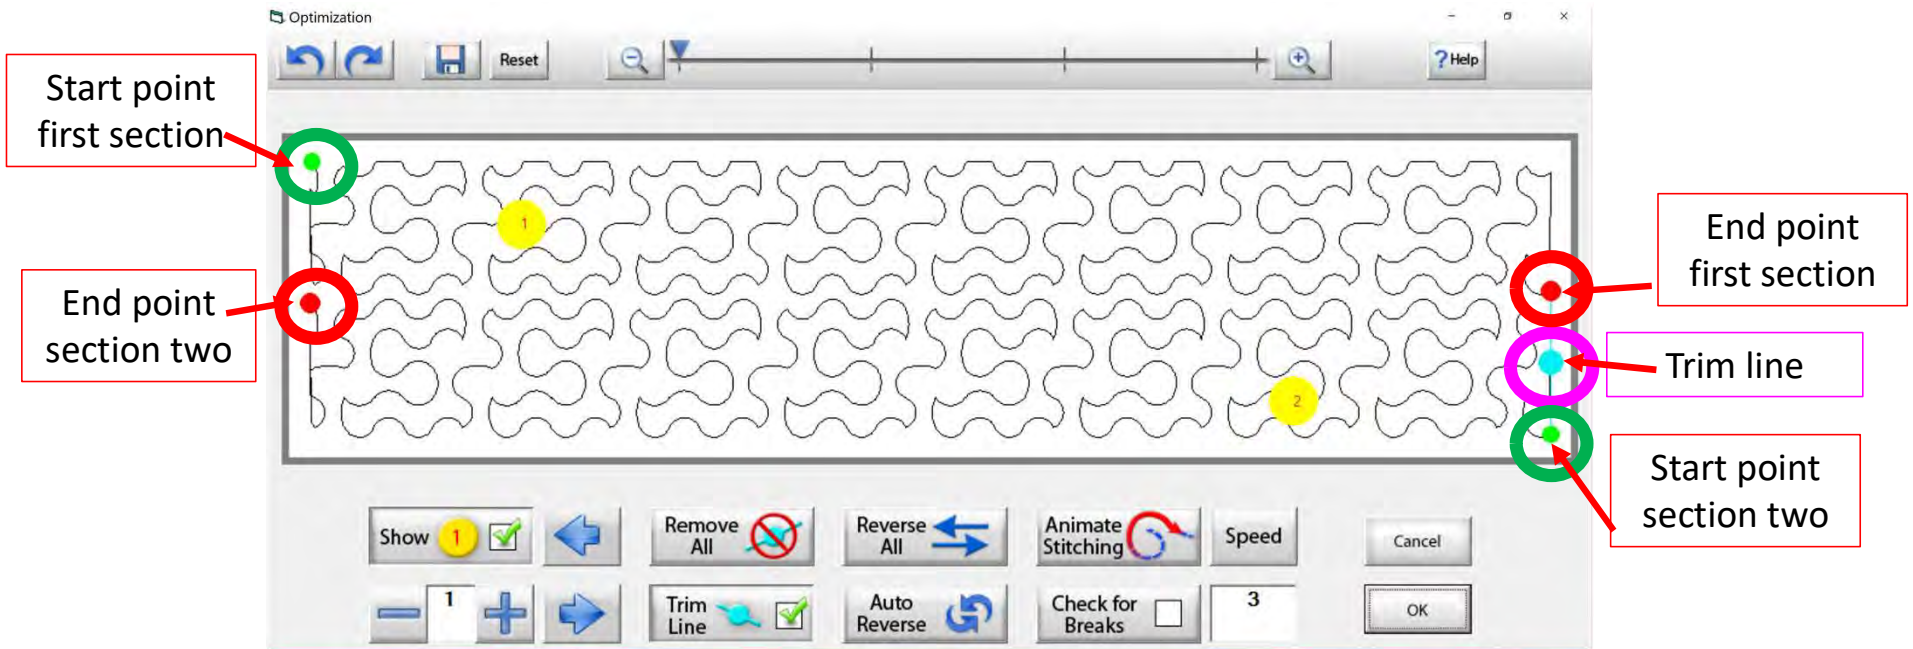 Optimization
Reset
? Help
Start point
first section
End point
section two
1
2
End point
first section
Trim line
Start point
section two
Show 1
Remove
All
Reverse
All
Animate
Stitching
Speed
Cancel
1
Trim
Line
Auto
Reverse
Check for
Breaks
3
OK